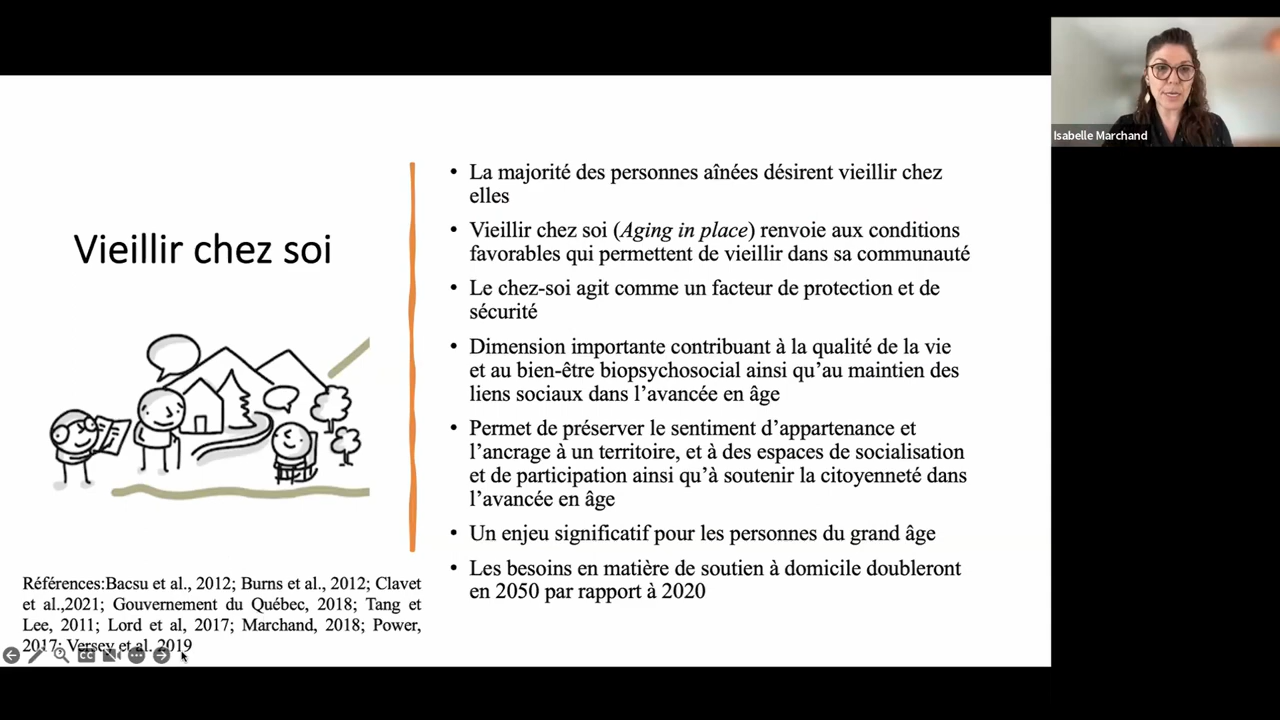 Isabelle Marchand
Vieillir chez soi
• La majorité des personnes aînées désirent vieillir chez
elles
• Vieillir chez soi (Aging in place) renvoie aux conditions
favorables qui permettent de vieillir dans sa communauté
• Le chez-soi agit comme un facteur de protection et de
sécurité
• Dimension importante contribuant à la qualité de la vie
et au bien-être biopsychosocial ainsi qu’au maintien des
liens sociaux dans l’avancée en âge
• Permet de préserver le sentiment d’appartenance et
l’ancrage à un territoire, et à des espaces de socialisation
et de participation ainsi qu’à soutenir la citoyenneté dans
l’avancée en âge
• Un enjeu significatif pour les personnes du grand âge
• Les besoins en matière de soutien à domicile doubleront
en 2050 par rapport à 2020
Références:Bacsu et al., 2012; Burns et al., 2012; Clavet
et al.,2021; Gouvernement du Québec, 2018; Tang et
Lee, 2011; Lord et al, 2017; Marchand, 2018; Power,
2017; Versey et al. 2019
CC